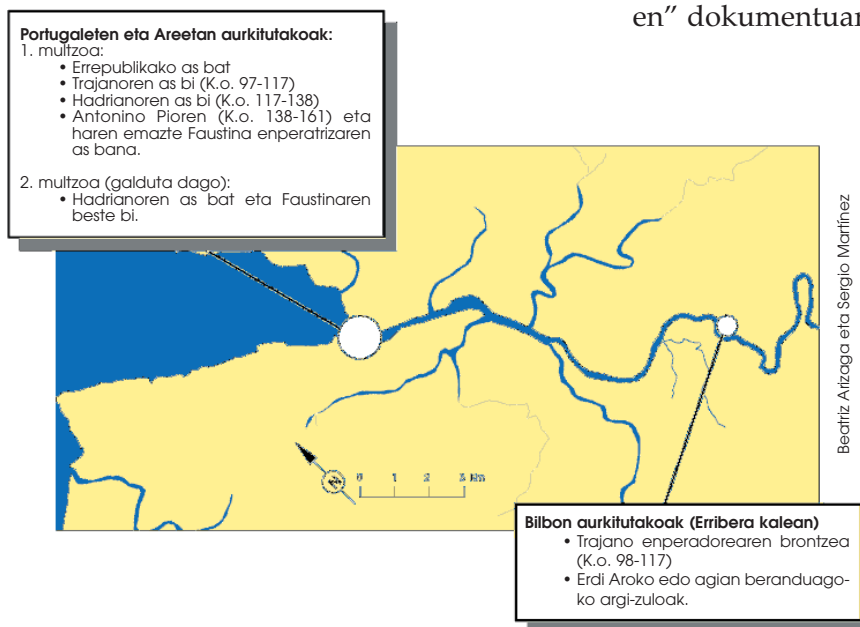 en” dokumentuar
Portugaleten eta Areetan aurkitutakoak:
1. multzoa:
• Errepublikako as bat
• Trajanoren as bi (K.o. 97-117)
• Hadrianoren as bi (K.o. 117-138)
• Antonino Pioren (K.o. 138-161) eta
haren emazte Faustina enperatrizaren
as bana.
2. multzoa (galduta dago):
• Hadrianoren as bat eta Faustinaren
beste bi.
Beatriz Arizaga eta Sergio Martínez
N
0 1 2 3 Km
Bilbon aurkitutakoak (Erribera kalean)
• Trajano enperadorearen brontzea
(K.o. 98-117)
• Erdi Aroko edo agian beranduago-
ko argi-zuloak.